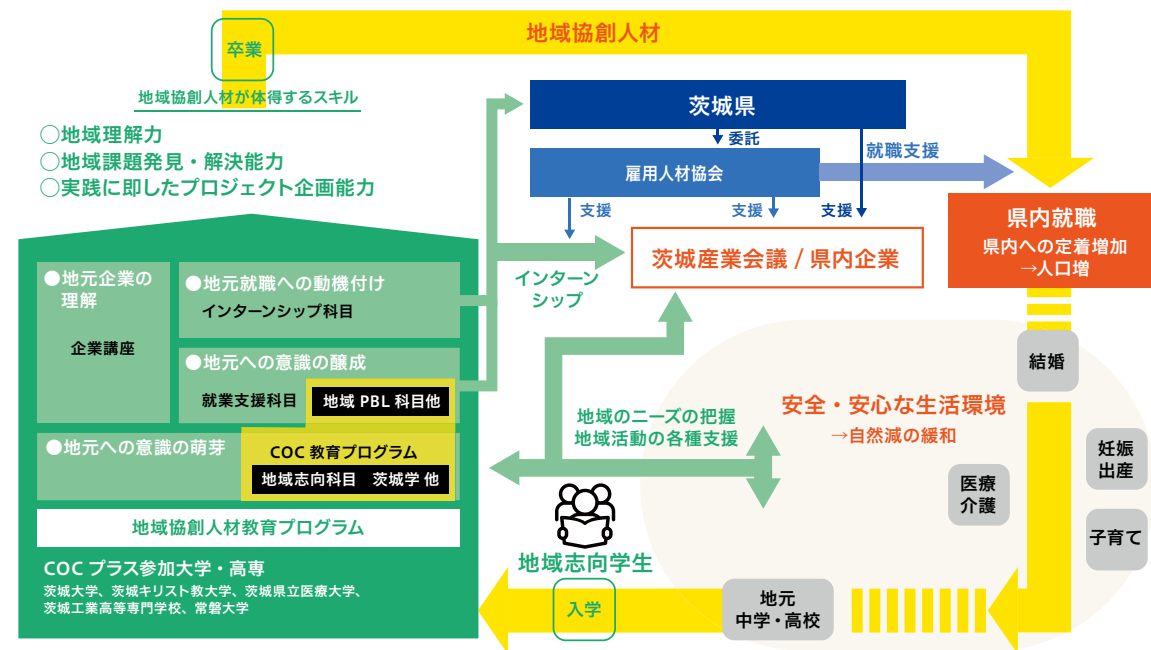 地域協創人材
卒業
地域協創人材が体得するスキル
○地域理解力
○地域課題発見・解決能力
○実践に即したプロジェクト企画能力
茨城県
委託
雇用人材協会
就職支援
支援
支援
支援
茨城産業会議 / 県内企業
インターン
シップ
県内就職
県内への定着増加
→人口増
●地元企業の
理解
企業講座
●地元就職への動機付け
インターンシップ科目
●地元への意識の醸成
就業支援科目
地域 PBL 科目他
●地元への意識の萌芽
COC 教育プログラム
地域志向科目 茨城学 他
地域協創人材教育プログラム
COC プラス参加大学・高専
茨城大学、茨城キリスト教大学、茨城県立医療大学、
茨城工業高等専門学校、常磐大学
地域のニーズの把握
地域活動の各種支援
地域志向学生
入学
結婚
安全・安心な生活環境
→自然減の緩和
妊娠
出産
医療
介護
子育て
地元
中学・高校